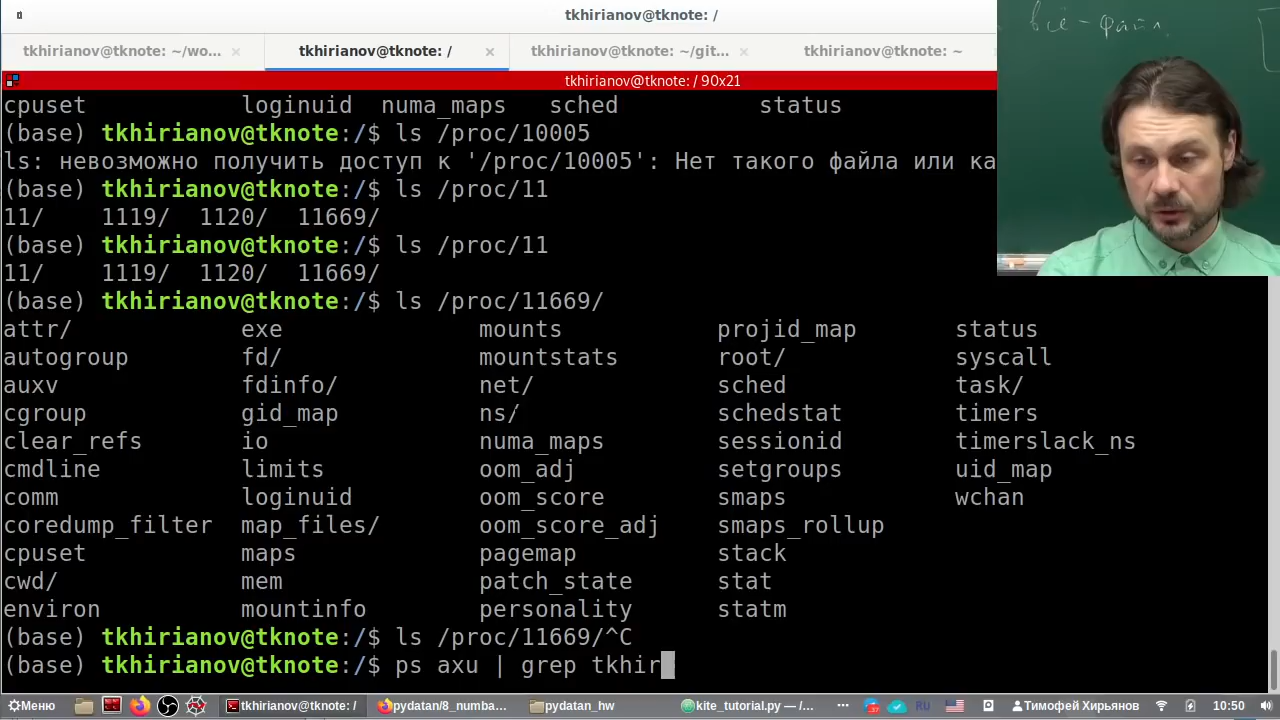 tkhirianov@tknote: /
всё - файл
tkhirianov@tknote: ~/wo... × tkhirianov@tknote: / × tkhirianov@tknote: ~/git... × tkhirianov@tknote: ~
tkhirianov@tknote: / 90x21
cpuset loginuid numa_maps sched status
(base) tkhirianov@tknote:/$ ls /proc/10005
ls: невозможно получить доступ к '/proc/10005': Нет такого файла или ка
(base) tkhirianov@tknote:/$ ls /proc/11
11/ 1119/ 1120/ 11669/
(base) tkhirianov@tknote:/$ ls /proc/11
11/ 1119/ 1120/ 11669/
(base) tkhirianov@tknote:/$ ls /proc/11669/
attr/ exe mounts projid_map status
autogroup fd/ mountstats root/ syscall
auxv fdinfo/ net/ sched task/
cgroup gid_map ns/ schedstat timers
clear_refs io numa_maps sessionid timerslack_ns
cmdline limits oom_adj setgroups uid_map
comm loginuid oom_score smaps wchan
coredump_filter map_files/ oom_score_adj smaps_rollup
cpuset maps pagemap stack
cwd/ mem patch_state stat
environ mountinfo personality statm
(base) tkhirianov@tknote:/$ ls /proc/11669/^C
(base) tkhirianov@tknote:/$ ps axu | grep tkhir
Меню tkhirianov@tknote: / pydatan/8_numba... pydatan_hw kite_tutorial.py — /... RU Тимофей Хирьянов 10:50